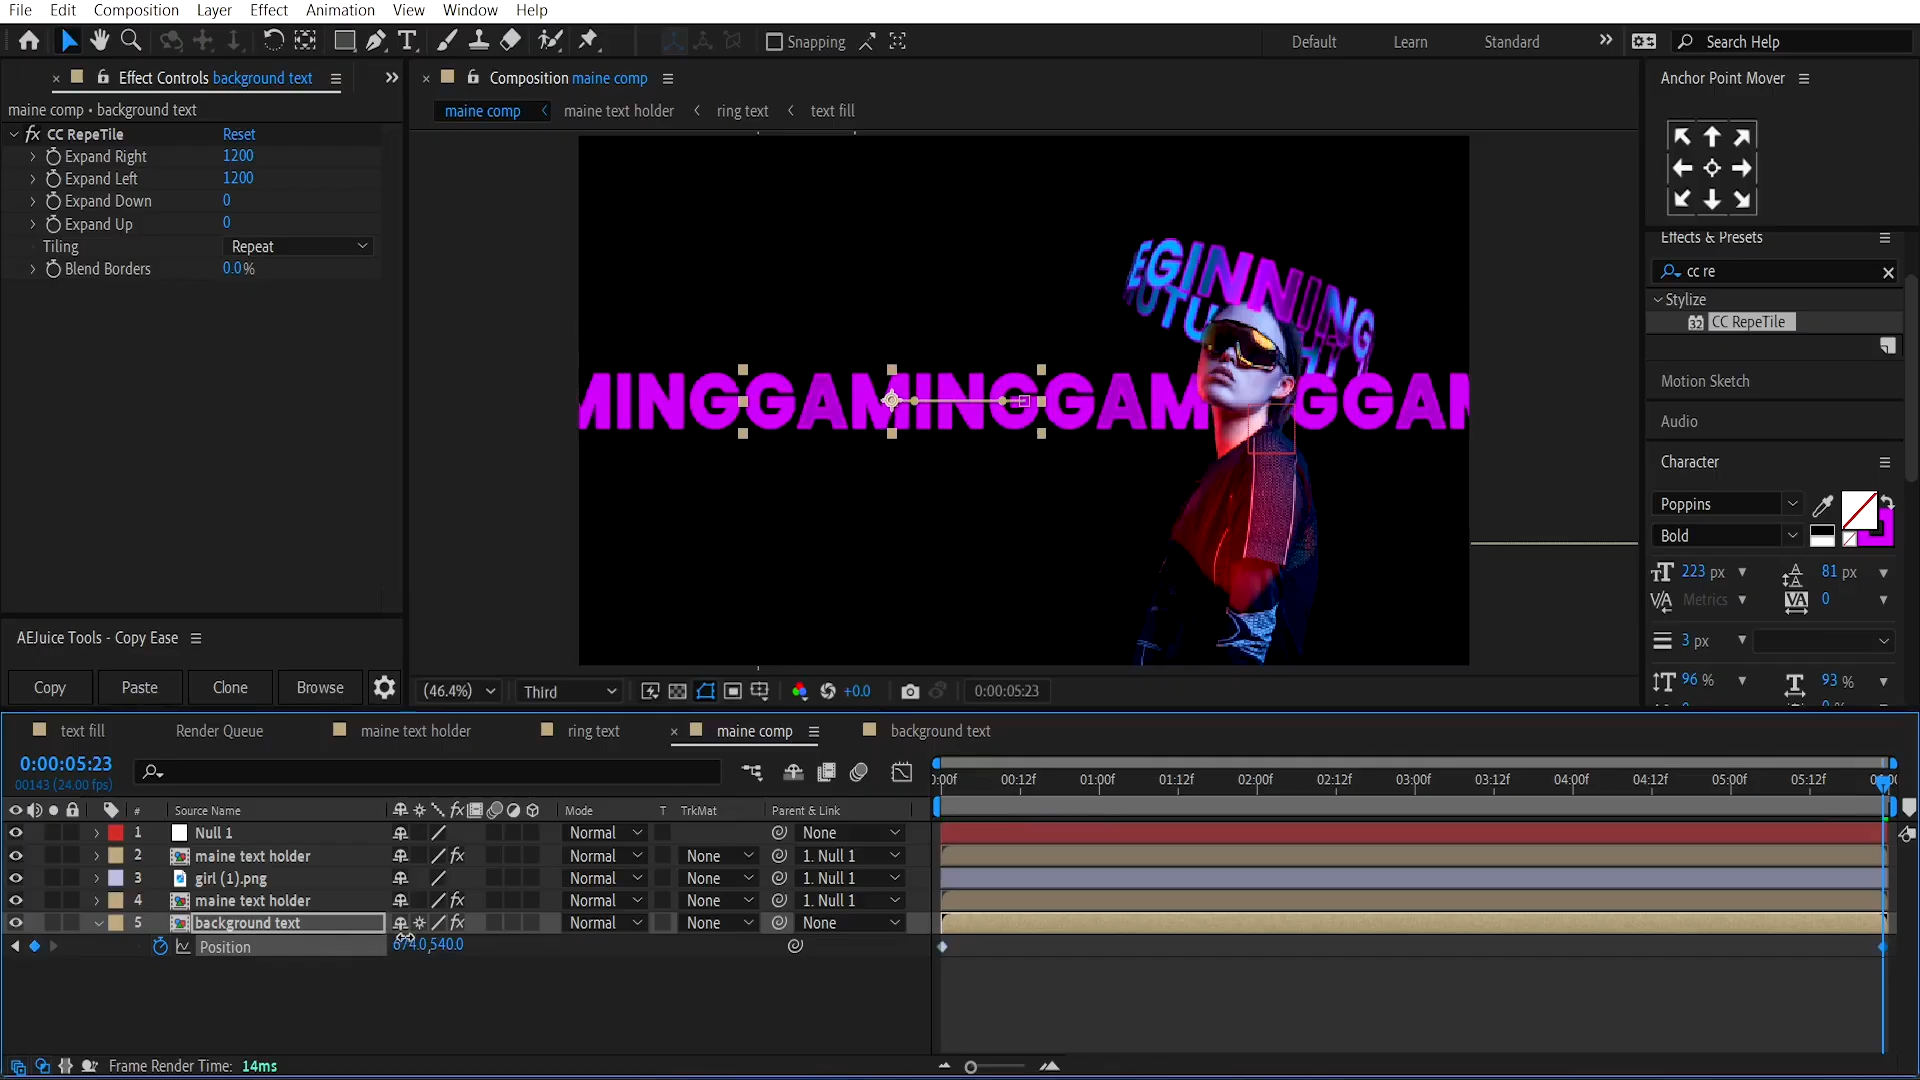 File Edit Composition Layer Effect Animation View Window Help
Snapping Default Learn Standard Search Help
Effect Controls background text
maine comp • background text
fx CC RepeTile Reset
Expand Right 1200
Expand Left 1200
Expand Down 0
Expand Up 0
Tiling Repeat
Blend Borders 0.0%
AEJuice Tools - Copy Ease
Copy Paste Clone Browse
Composition maine comp
maine comp maine text holder ring text text fill
EGINNING
MINGGAMINGGAM GGAM
(46.4%) Third +0.0 0:00:05:23
Anchor Point Mover
Effects & Presets
cc re
Stylize
32 CC RepeTile
Motion Sketch
Audio
Character
Poppins
Bold
223 px 81 px
Metrics 0
3 px
96 % 93 %
text fill Render Queue maine text holder ring text maine comp background text
0:00:05:23
00143 (24.00 fps)
0:00f 00:12f 01:00f 01:12f 02:00f 02:12f 03:00f 03:12f 04:00f 04:12f 05:00f 05:12f
# Source Name Mode T TrkMat Parent & Link
1 Null 1 Normal None
2 maine text holder fx Normal None 1. Null 1
3 girl (1).png Normal None 1. Null 1
4 maine text holder fx Normal None 1. Null 1
5 background text fx Normal None None
Position 674.0,540.0
Frame Render Time: 14ms